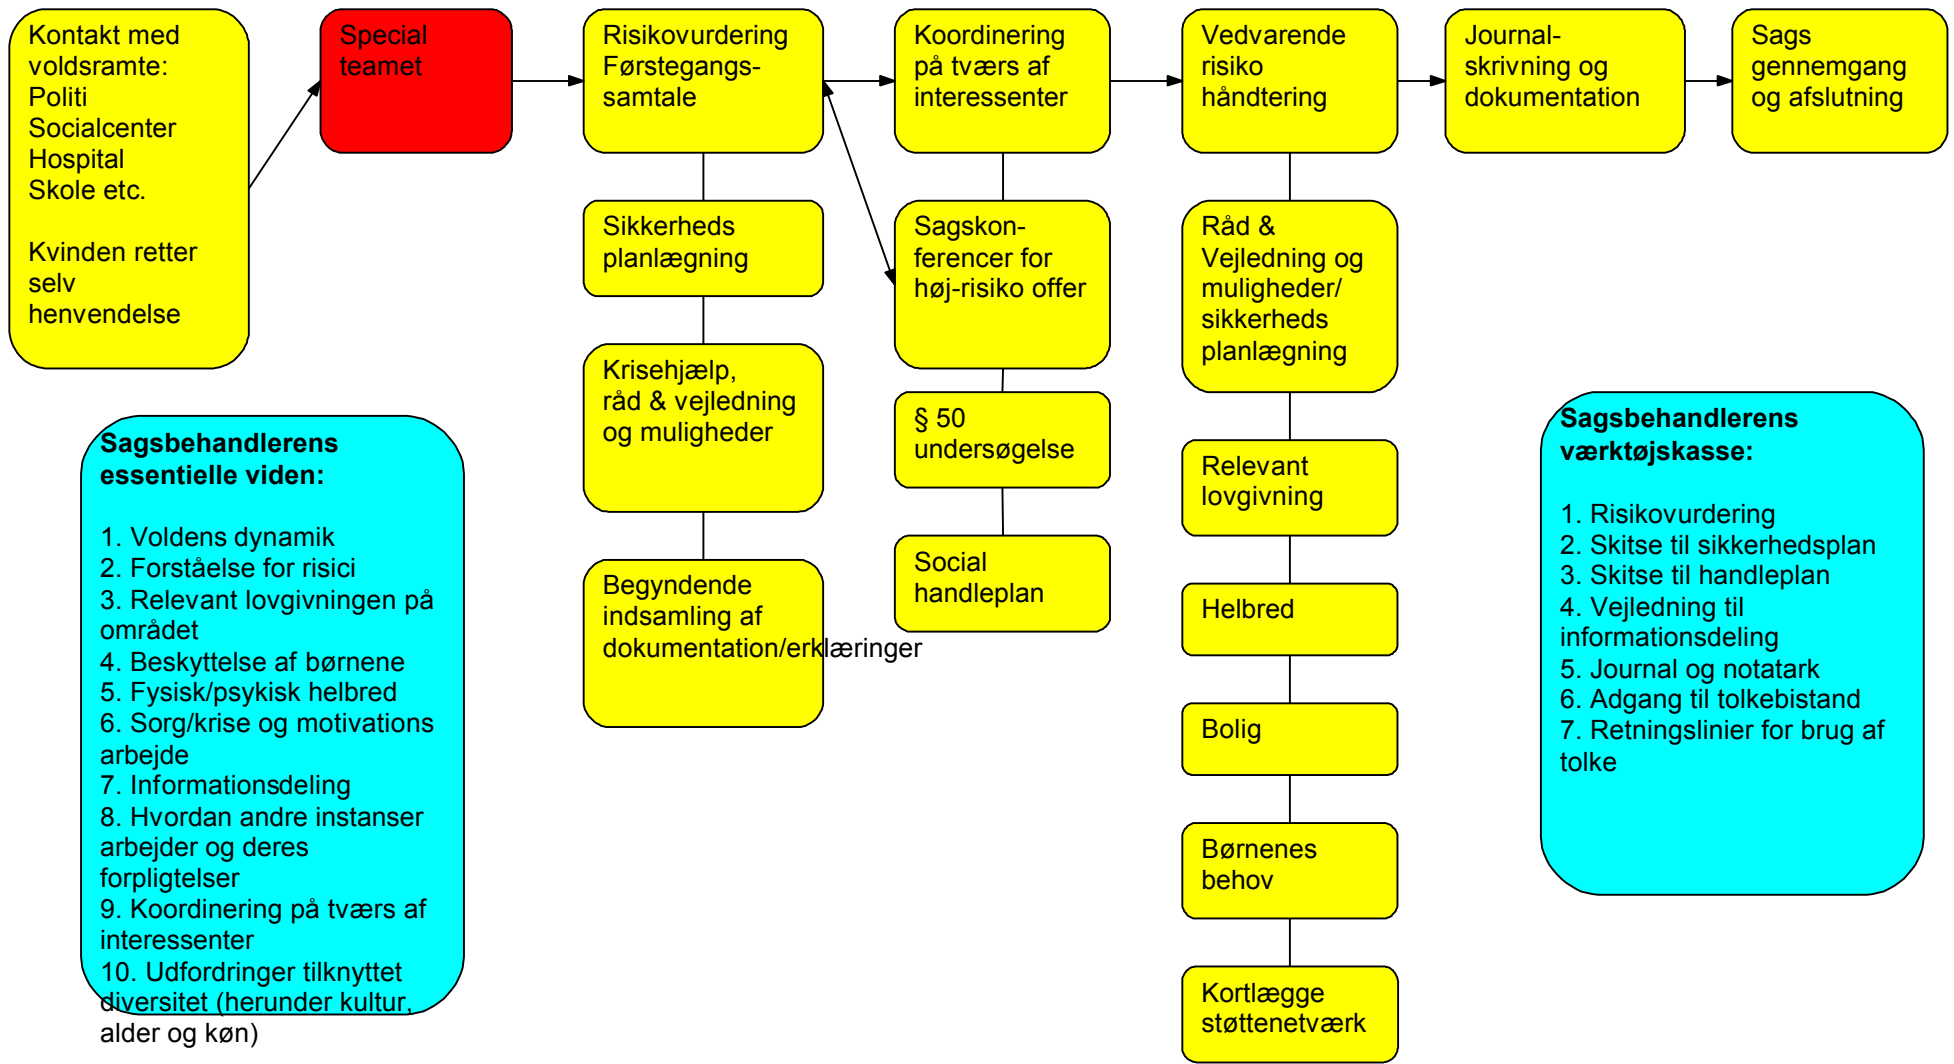 Kontakt med
voldsramte:
Politi
Socialcenter
Hospital
Skole etc.
Kvinden retter
selv
henvendelse
Special
teamet
Risikovurdering
Førstegangs-
samtale
Koordinering
på tværs af
interessenter
Vedvarende
risiko
håndtering
Journal-
skrivning og
dokumentation
Sags
gennemgang
og afslutning
Sikkerheds
planlægning
Krisehjælp,
råd & vejledning
og muligheder
Begyndende
indsamling af
dokumentation/erklæringer
Sagskon-
ferencer for
høj-risiko offer
§ 50
undersøgelse
Social
handleplan
Råd &
Vejledning og
muligheder/
sikkerheds
planlægning
Relevant
lovgivning
Helbred
Bolig
Børnenes
behov
Kortlægge
støttenetværk
Sagsbehandlerens
essentielle viden:
1. Voldens dynamik
2. Forståelse for risici
3. Relevant lovgivningen på
området
4. Beskyttelse af børnene
5. Fysisk/psykisk helbred
6. Sorg/krise og motivations
arbejde
7. Informationsdeling
8. Hvordan andre instanser
arbejder og deres
forpligtelser
9. Koordinering på tværs af
interessenter
10. Udfordringer tilknyttet
diversitet (herunder kultur,
alder og køn)
Sagsbehandlerens
værktøjskasse:
1. Risikovurdering
2. Skitse til sikkerhedsplan
3. Skitse til handleplan
4. Vejledning til
informationsdeling
5. Journal og notatark
6. Adgang til tolkebistand
7. Retningslinier for brug af
tolke